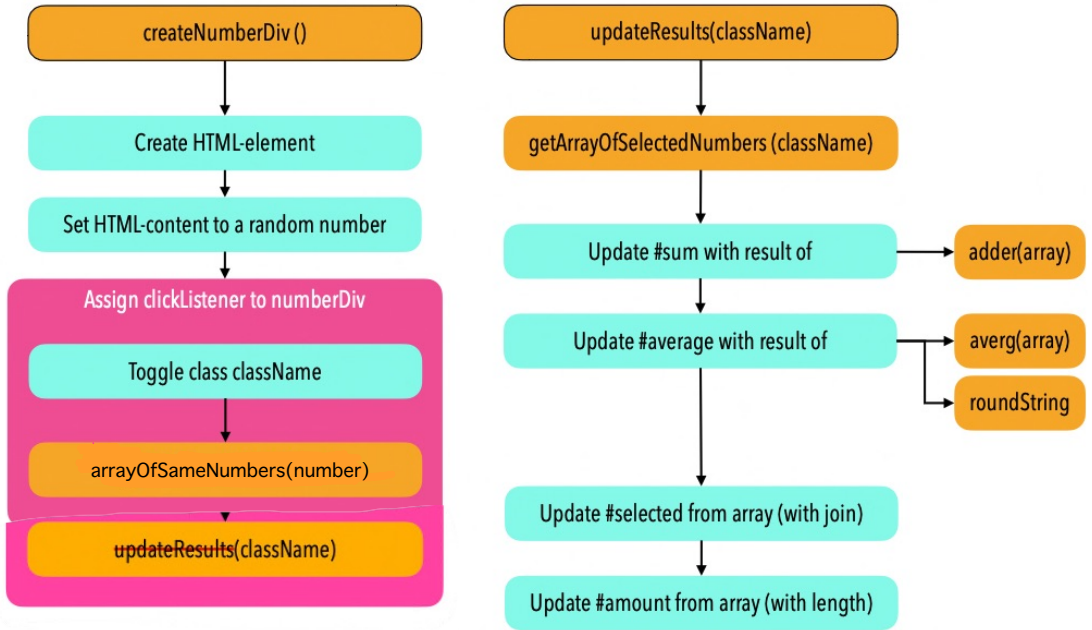 createNumberDiv ()
Create HTML-element
Set HTML-content to a random number
Assign clickListener to numberDiv
Toggle class className
arrayOfSameNumbers(number)
updateResults(className)
updateResults(className)
getArrayOfSelectedNumbers (className)
Update #sum with result of
adder(array)
Update #average with result of
averg(array)
roundString
Update #selected from array (with join)
Update #amount from array (with length)